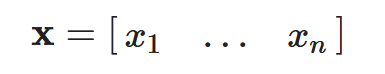 𝐱 = [ x₁ … xₙ ]